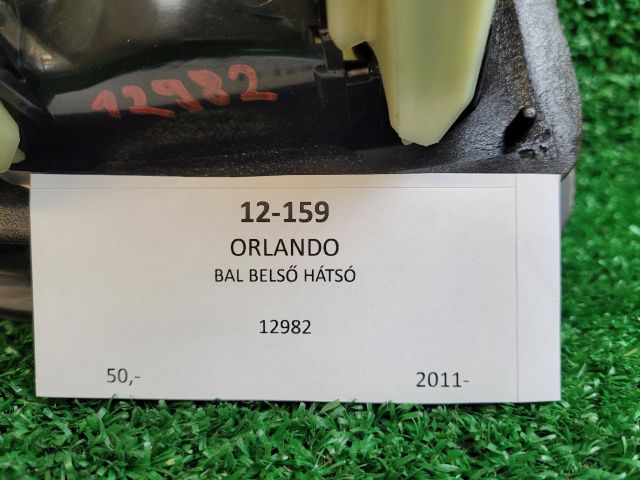 12982
12-159
ORLANDO
BAL BELSŐ HÁTSÓ
12982
50,-
2011-